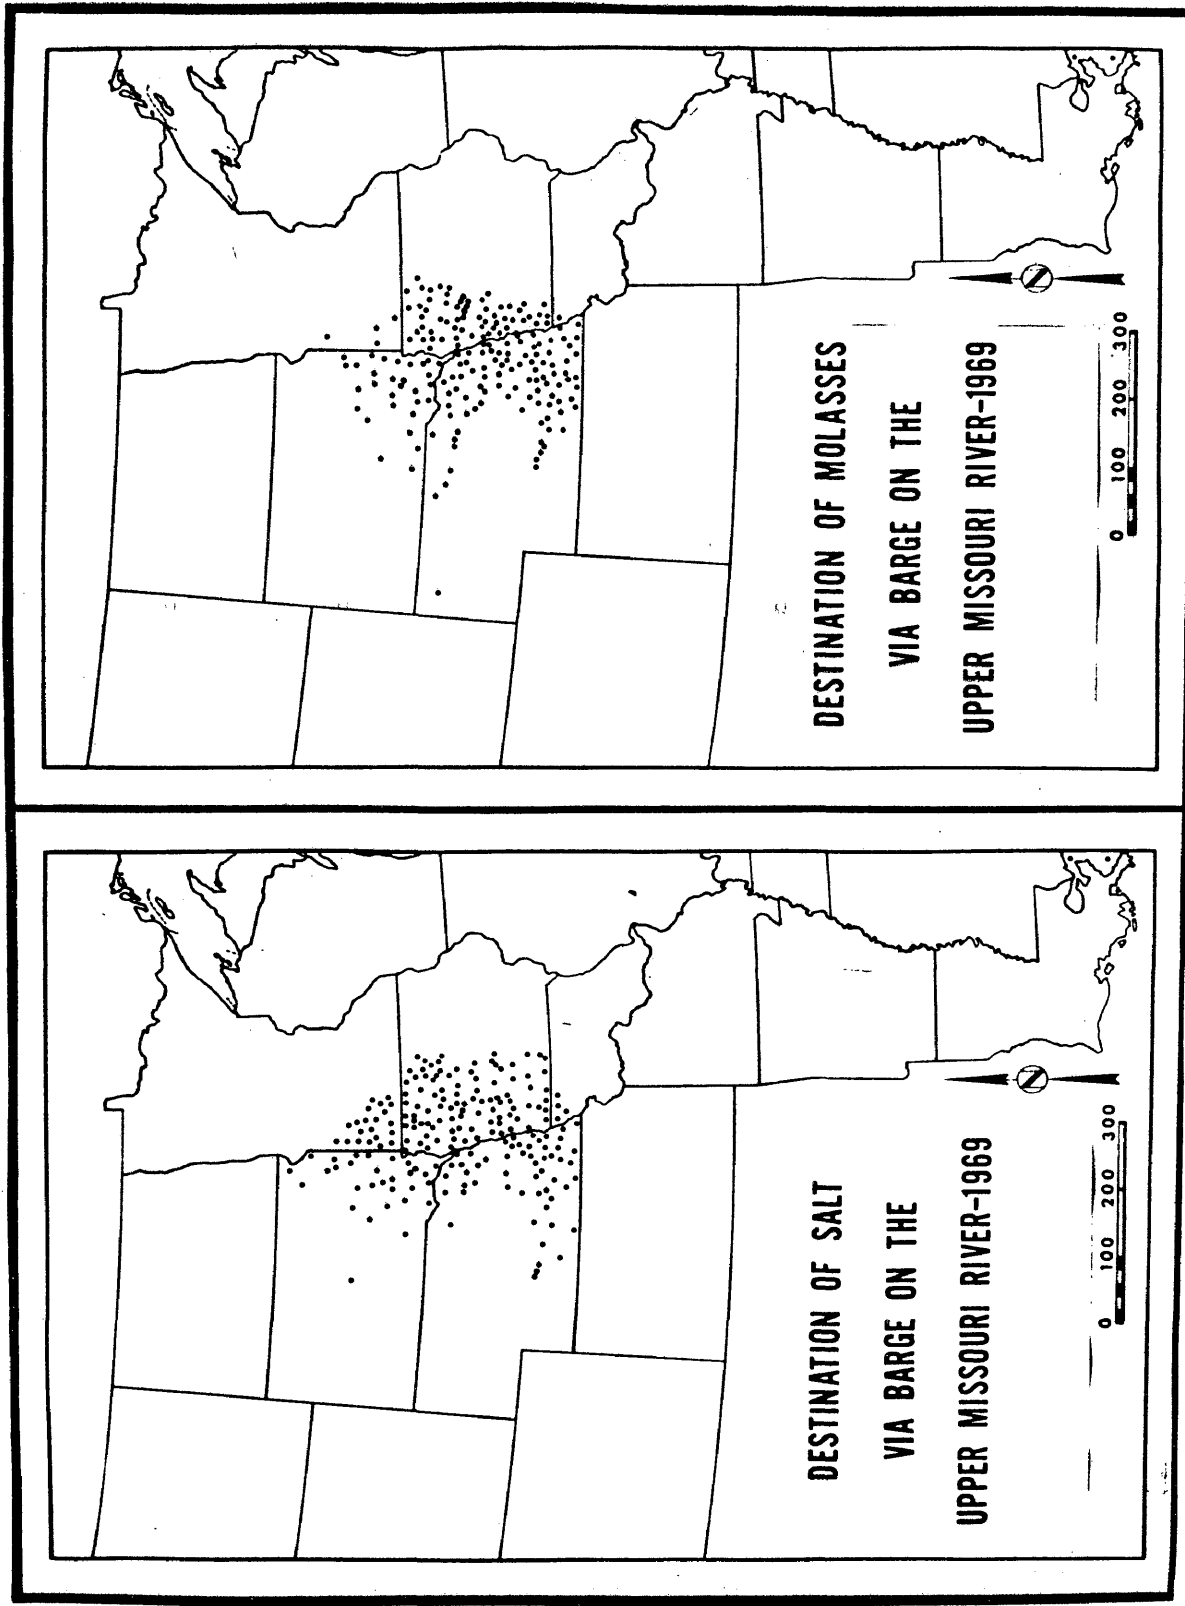 DESTINATION OF MOLASSES
VIA BARGE ON THE
UPPER MISSOURI RIVER-1969
0 100 200 300
DESTINATION OF SALT
VIA BARGE ON THE
UPPER MISSOURI RIVER-1969
0 100 200 300